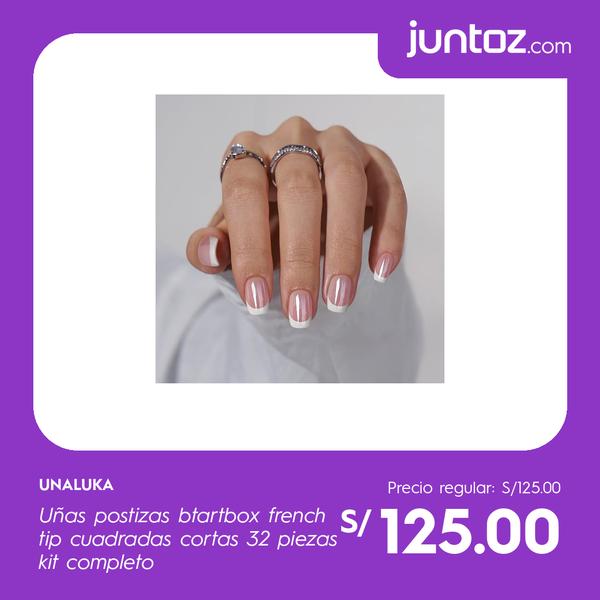 juntoz.com
UNALUKA
Uñas postizas btartbox french
tip cuadradas cortas 32 piezas
kit completo
Precio regular: S/125.00
S/ 125.00